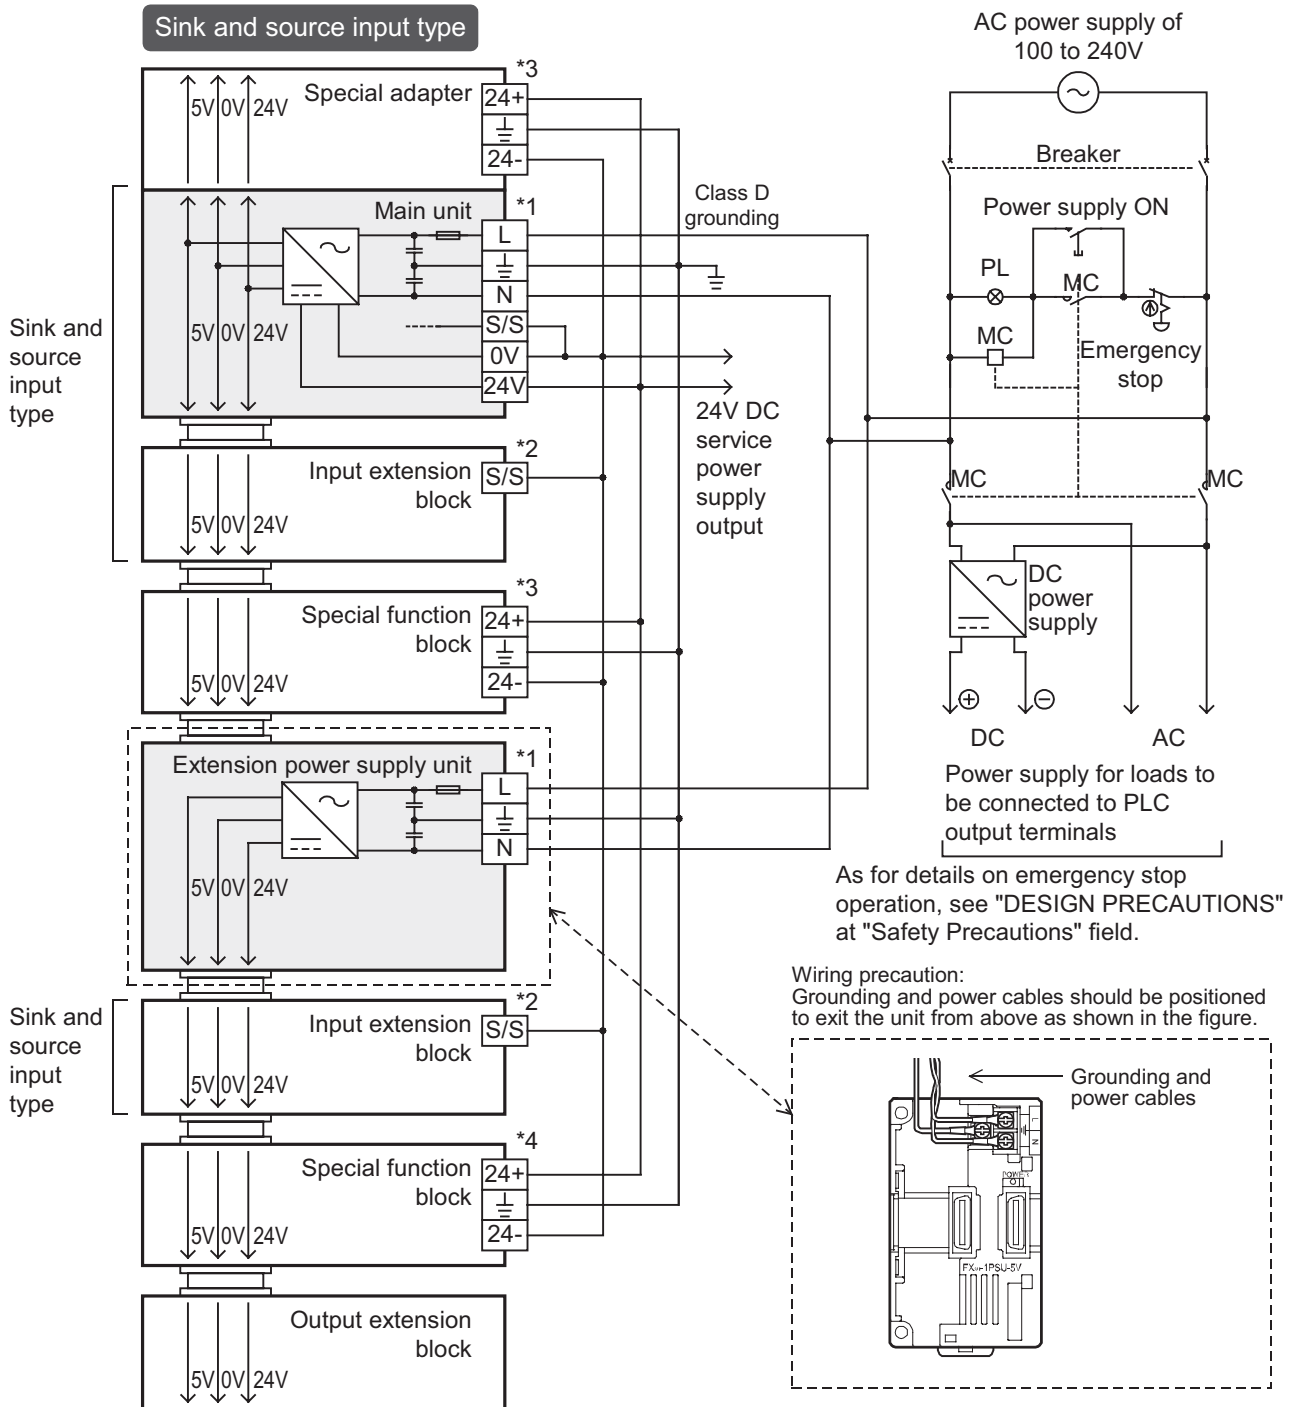 Sink and source input type
*3
Special adapter
5V 0V 24V
24+
24-
Main unit
*1
L
N
S/S
0V
24V
5V 0V 24V
Sink and
source
input
type
Class D
grounding
24V DC
service
power
supply
output
*2
Input extension
block
S/S
5V 0V 24V
*3
Special function
block
24+
24-
5V 0V 24V
*1
Extension power supply unit
L
N
5V 0V 24V
Sink and
source
input
type
*2
Input extension
block
S/S
5V 0V 24V
*4
Special function
block
24+
24-
5V 0V 24V
Output extension
block
5V 0V 24V
AC power supply of
100 to 240V
Breaker
Power supply ON
PL
MC
MC
Emergency
stop
MC
MC
DC
power
supply
+
−
DC
AC
Power supply for loads to
be connected to PLC
output terminals
As for details on emergency stop
operation, see "DESIGN PRECAUTIONS"
at "Safety Precautions" field.
Wiring precaution:
Grounding and power cables should be positioned
to exit the unit from above as shown in the figure.
Grounding and
power cables
L
N
POWER
1PSU-5V